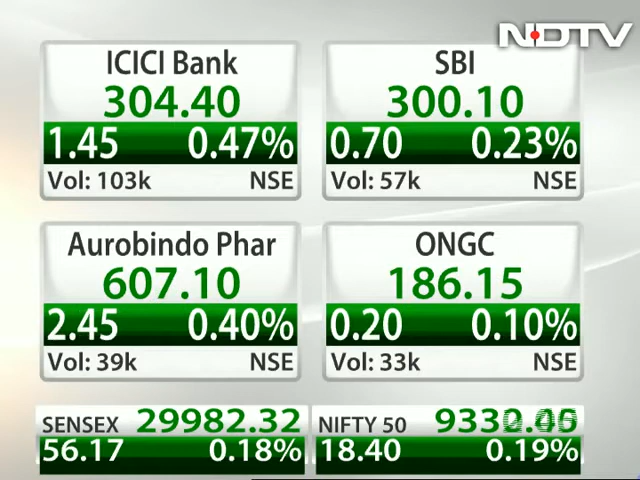 NDTV
ICICI Bank
304.40
1.45 0.47%
Vol: 103k NSE
SBI
300.10
0.70 0.23%
Vol: 57k NSE
Aurobindo Phar
607.10
2.45 0.40%
Vol: 39k NSE
ONGC
186.15
0.20 0.10%
Vol: 33k NSE
SENSEX 29982.32
56.17 0.18%
NIFTY 50
18.40 0.19%